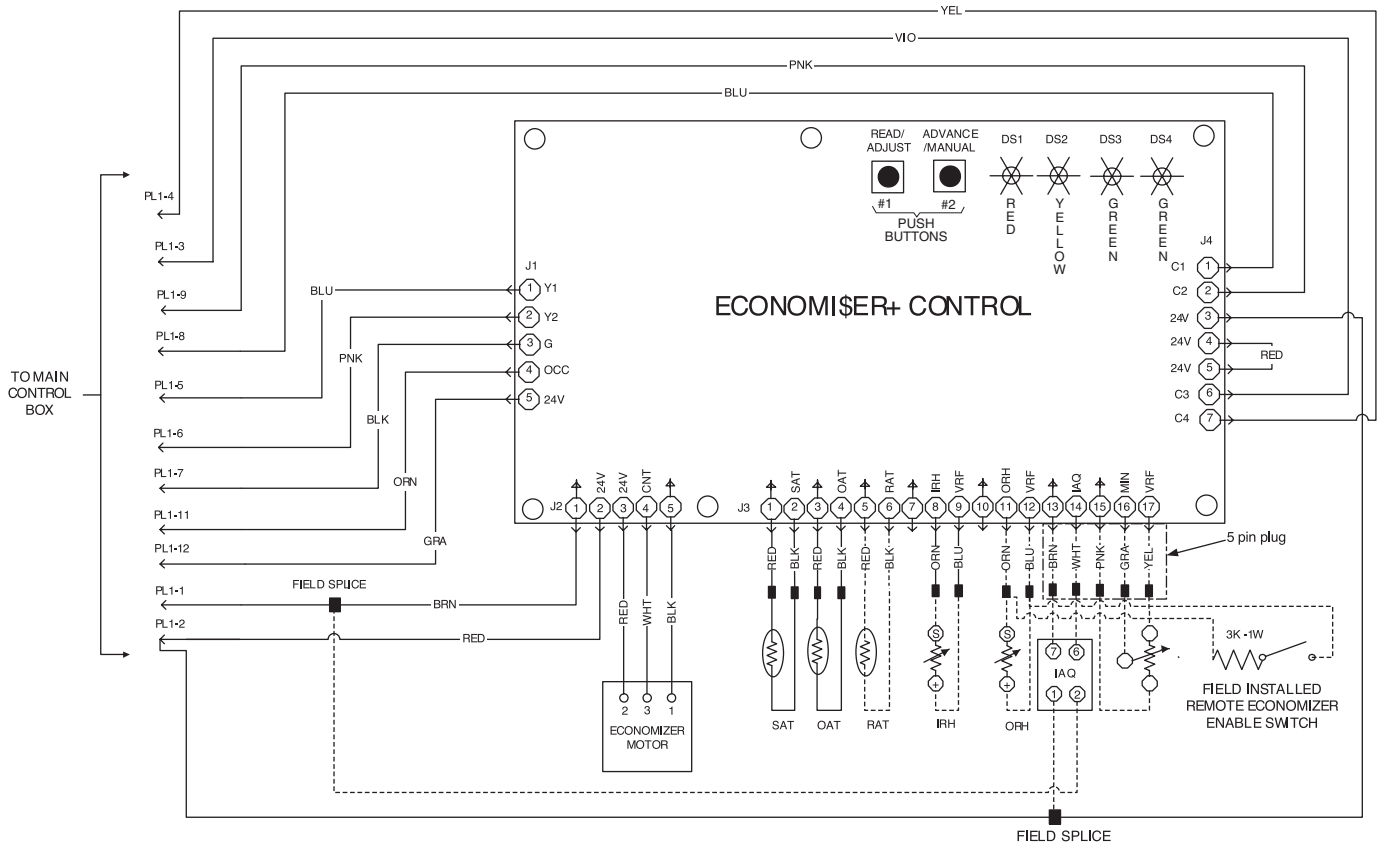 YEL
VIO
PNK
BLU
READ/
ADJUST
ADVANCE
/MANUAL
DS1
DS2
DS3
DS4
#1
#2
PUSH
BUTTONS
RED
YELLOW
GREEN
GREEN
PL1-4
PL1-3
PL1-9
PL1-8
PL1-5
PL1-6
PL1-7
PL1-11
PL1-12
PL1-1
PL1-2
TO MAIN
CONTROL
BOX
J1
1 Y1
2 Y2
3 G
4 OCC
5 24V
BLU
PNK
BLK
ORN
GRA
ECONOMI$ER+ CONTROL
J4
C1 1
C2 2
24V 3
24V 4
24V 5
C3 6
C4 7
RED
FIELD SPLICE
BRN
RED
J2
24V
24V
CNT
1 2 3 4 5
RED
WHT
BLK
2 3 1
ECONOMIZER
MOTOR
J3
SAT
OAT
RAT
IRH
VRF
ORH
VRF
IAQ
MIN
VRF
1 2 3 4 5 6 7 8 9 10 11 12 13 14 15 16 17
RED
BLK
RED
BLK
RED
BLK
ORN
BLU
ORN
BLU
BRN
WHT
PNK
GRA
YEL
5 pin plug
S
+
S
+
7 6
IAQ
1 2
SAT
OAT
RAT
IRH
ORH
3K -1W
FIELD INSTALLED
REMOTE ECONOMIZER
ENABLE SWITCH
FIELD SPLICE